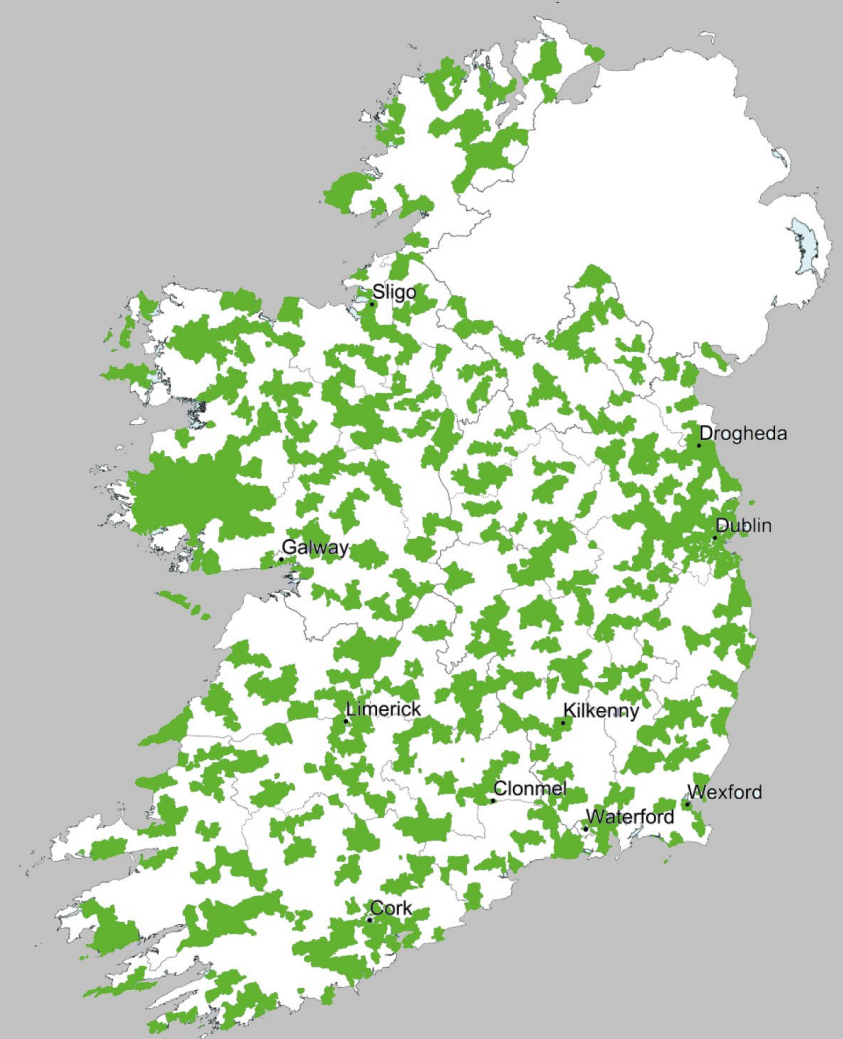 Sligo
Drogheda
Dublin
Galway
Limerick
Kilkenny
Clonmel
Wexford
Waterford
Cork